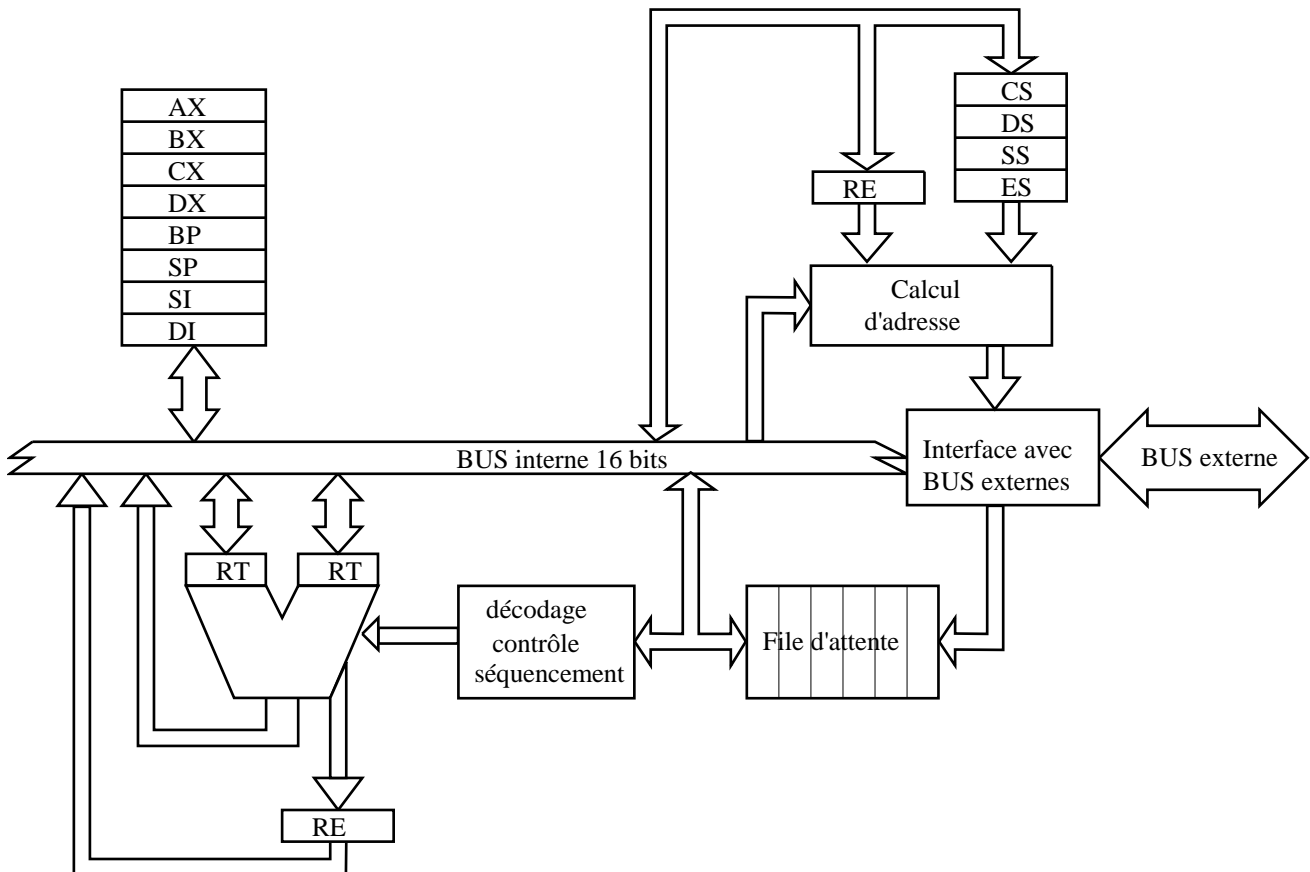 AX
BX
CX
DX
BP
SP
SI
DI
CS
DS
SS
ES
RE
Calcul
d'adresse
BUS interne 16 bits
Interface avec
BUS externes
BUS externe
RT
RT
décodage
contrôle
séquencement
File d'attente
RE